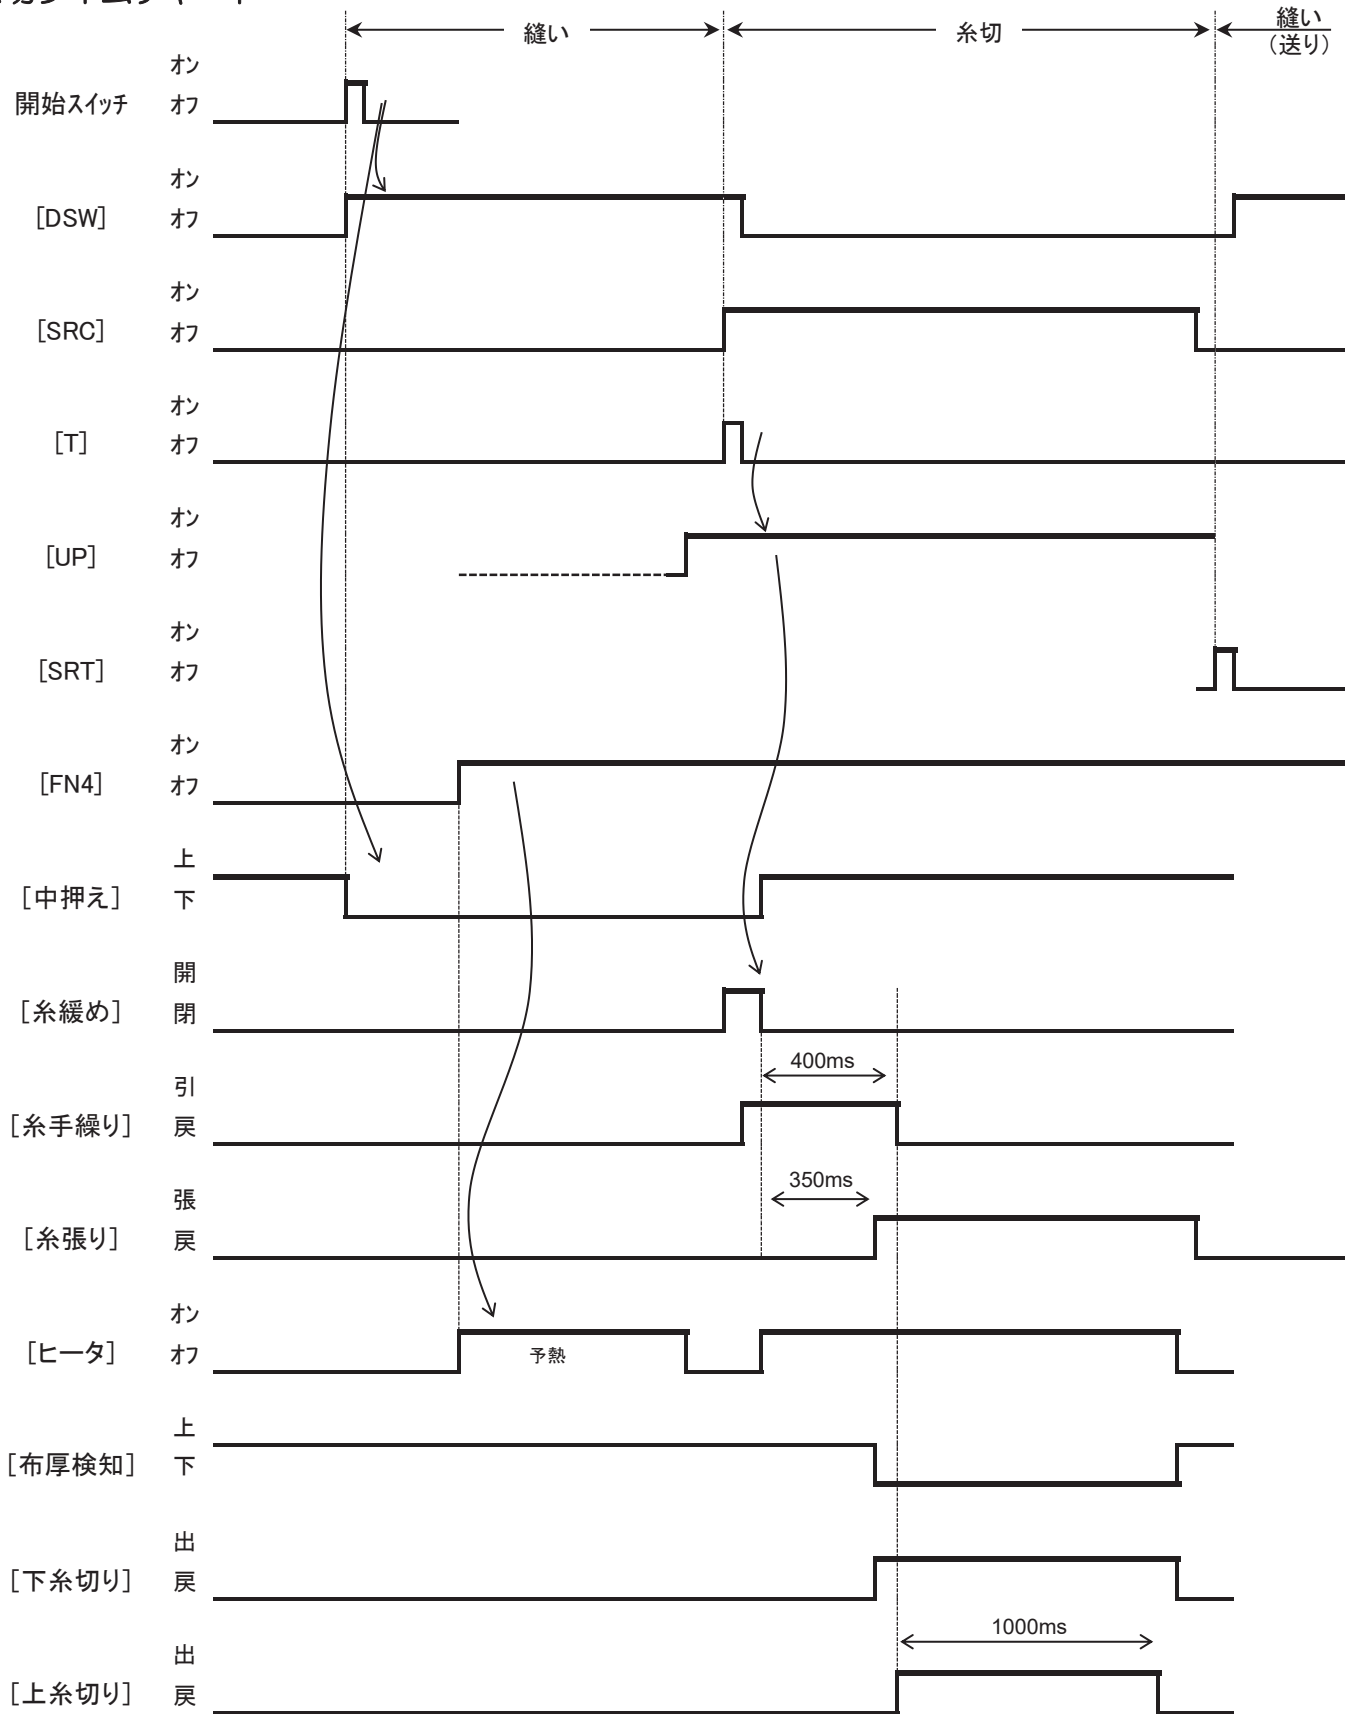 縫い
糸切
縫い
（送り）
オン
開始スイッチ オフ
オン
[DSW] オフ
オン
[SRC] オフ
オン
[T] オフ
オン
[UP] オフ
オン
[SRT] オフ
オン
[FN4] オフ
上
[中押え] 下
開
[糸緩め] 閉
400ms
引
[糸手繰り] 戻
350ms
張
[糸張り] 戻
オン
[ヒータ] オフ
予熱
上
[布厚検知] 下
出
[下糸切り] 戻
1000ms
出
[上糸切り] 戻